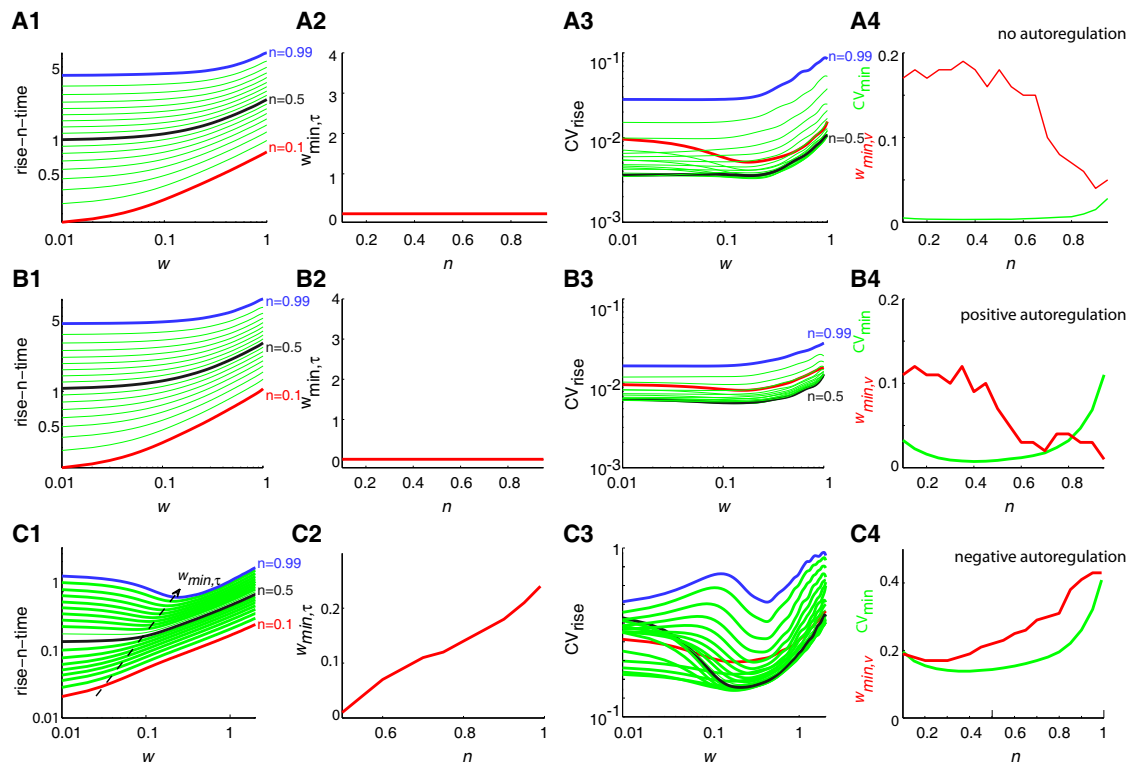 A1
rise-n-time
5
1
0.5
0.01
0.1
1
w
n=0.99
n=0.5
n=0.1
A2
w_min,τ
4
3
2
1
0
0.2
0.4
0.6
0.8
n
A3
CV_rise
10^-1
10^-2
10^-3
0.01
0.1
1
w
n=0.99
n=0.5
A4
no autoregulation
w_min,v
CV_min
0.2
0.1
0
0.2
0.4
0.6
0.8
n
B1
rise-n-time
5
1
0.5
0.01
0.1
1
w
n=0.99
n=0.5
n=0.1
B2
w_min,τ
4
3
2
1
0
0.2
0.4
0.6
0.8
n
B3
CV_rise
10^-1
10^-2
10^-3
0.01
0.1
1
w
n=0.99
n=0.5
B4
positive autoregulation
w_min,v
CV_min
0.2
0.1
0
0.2
0.4
0.6
0.8
n
C1
rise-n-time
1
0.1
0.01
0.01
0.1
1
w
w_min,τ
n=0.99
n=0.5
n=0.1
C2
w_min,τ
0.2
0.1
0
0.6
0.8
1
n
C3
CV_rise
1
10^-1
0.01
0.1
1
w
C4
negative autoregulation
w_min,v
CV_min
0.4
0.2
0
0.2
0.4
0.6
0.8
1
n